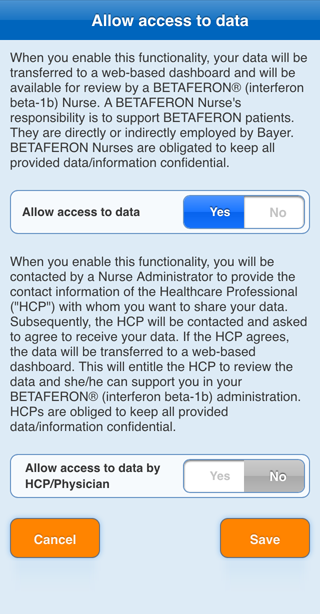 Allow access to data
When you enable this functionality, your data will be
transferred to a web-based dashboard and will be
available for review by a BETAFERON® (interferon
beta-1b) Nurse. A BETAFERON Nurse's
responsibility is to support BETAFERON patients.
They are directly or indirectly employed by Bayer.
BETAFERON Nurses are obligated to keep all
provided data/information confidential.
Allow access to data Yes No
When you enable this functionality, you will be
contacted by a Nurse Administrator to provide the
contact information of the Healthcare Professional
("HCP") with whom you want to share your data.
Subsequently, the HCP will be contacted and asked
to agree to receive your data. If the HCP agrees,
the data will be transferred to a web-based
dashboard. This will entitle the HCP to review the
data and she/he can support you in your
BETAFERON® (interferon beta-1b) administration.
HCPs are obliged to keep all provided
data/information confidential.
Allow access to data by
HCP/Physician
Yes No
Cancel Save